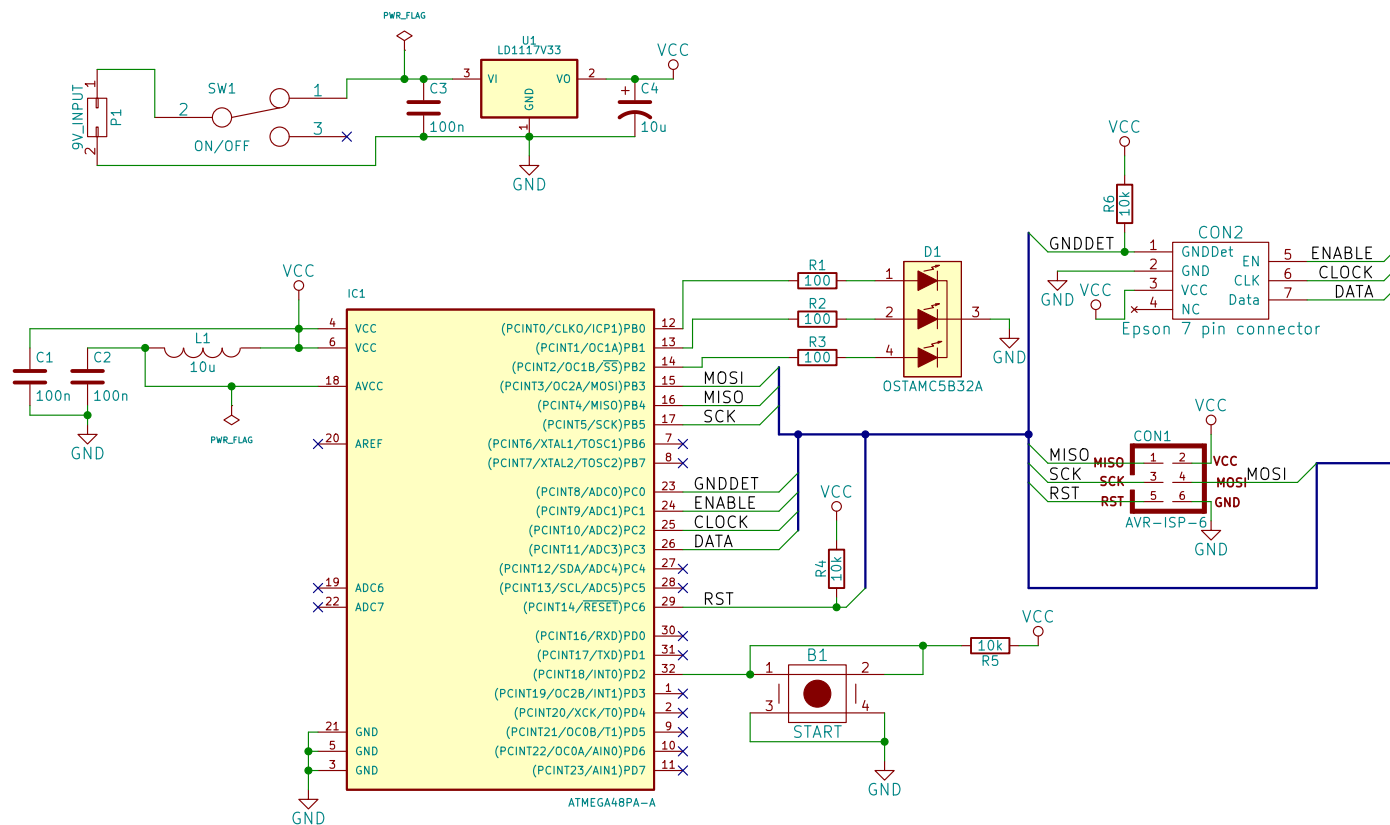 PWR_FLAG
U1
LD1117V33
VCC
9V_INPUT
P1
1
2
SW1
2
1
3
ON/OFF
3 VI
VO 2
GND
1
C3
100n
C4
10u
GND
VCC
R6
10k
CON2
GNDDET
1 GNDDet
2 GND
3 VCC
4 NC
EN 5 ENABLE
CLK 6 CLOCK
Data 7 DATA
GND
VCC
Epson 7 pin connector
VCC
IC1
4 VCC
6 VCC
18 AVCC
20 AREF
19 ADC6
22 ADC7
21 GND
5 GND
3 GND
GND
L1
10u
C1
100n
C2
100n
GND
PWR_FLAG
(PCINT0/CLKO/ICP1)PB0 12
(PCINT1/OC1A)PB1 13
(PCINT2/OC1B/SS)PB2 14
(PCINT3/OC2A/MOSI)PB3 15 MOSI
(PCINT4/MISO)PB4 16 MISO
(PCINT5/SCK)PB5 17 SCK
(PCINT6/XTAL1/TOSC1)PB6 7
(PCINT7/XTAL2/TOSC2)PB7 8
(PCINT8/ADC0)PC0 23 GNDDET
(PCINT9/ADC1)PC1 24 ENABLE
(PCINT10/ADC2)PC2 25 CLOCK
(PCINT11/ADC3)PC3 26 DATA
(PCINT12/SDA/ADC4)PC4 27
(PCINT13/SCL/ADC5)PC5 28
(PCINT14/RESET)PC6 29 RST
(PCINT16/RXD)PD0 30
(PCINT17/TXD)PD1 31
(PCINT18/INT0)PD2 32
(PCINT19/OC2B/INT1)PD3 1
(PCINT20/XCK/T0)PD4 2
(PCINT21/OC0B/T1)PD5 9
(PCINT22/OC0A/AIN0)PD6 10
(PCINT23/AIN1)PD7 11
ATMEGA48PA-A
R1
100
R2
100
R3
100
D1
1
2
4
3
OSTAMC5B32A
GND
VCC
R4
10k
VCC
CON1
MISO MISO 1 2 VCC
SCK SCK 3 4 MOSI MOSI
RST RST 5 6 GND
AVR-ISP-6
GND
VCC
10k
R5
B1
1 2
3 4
START
GND